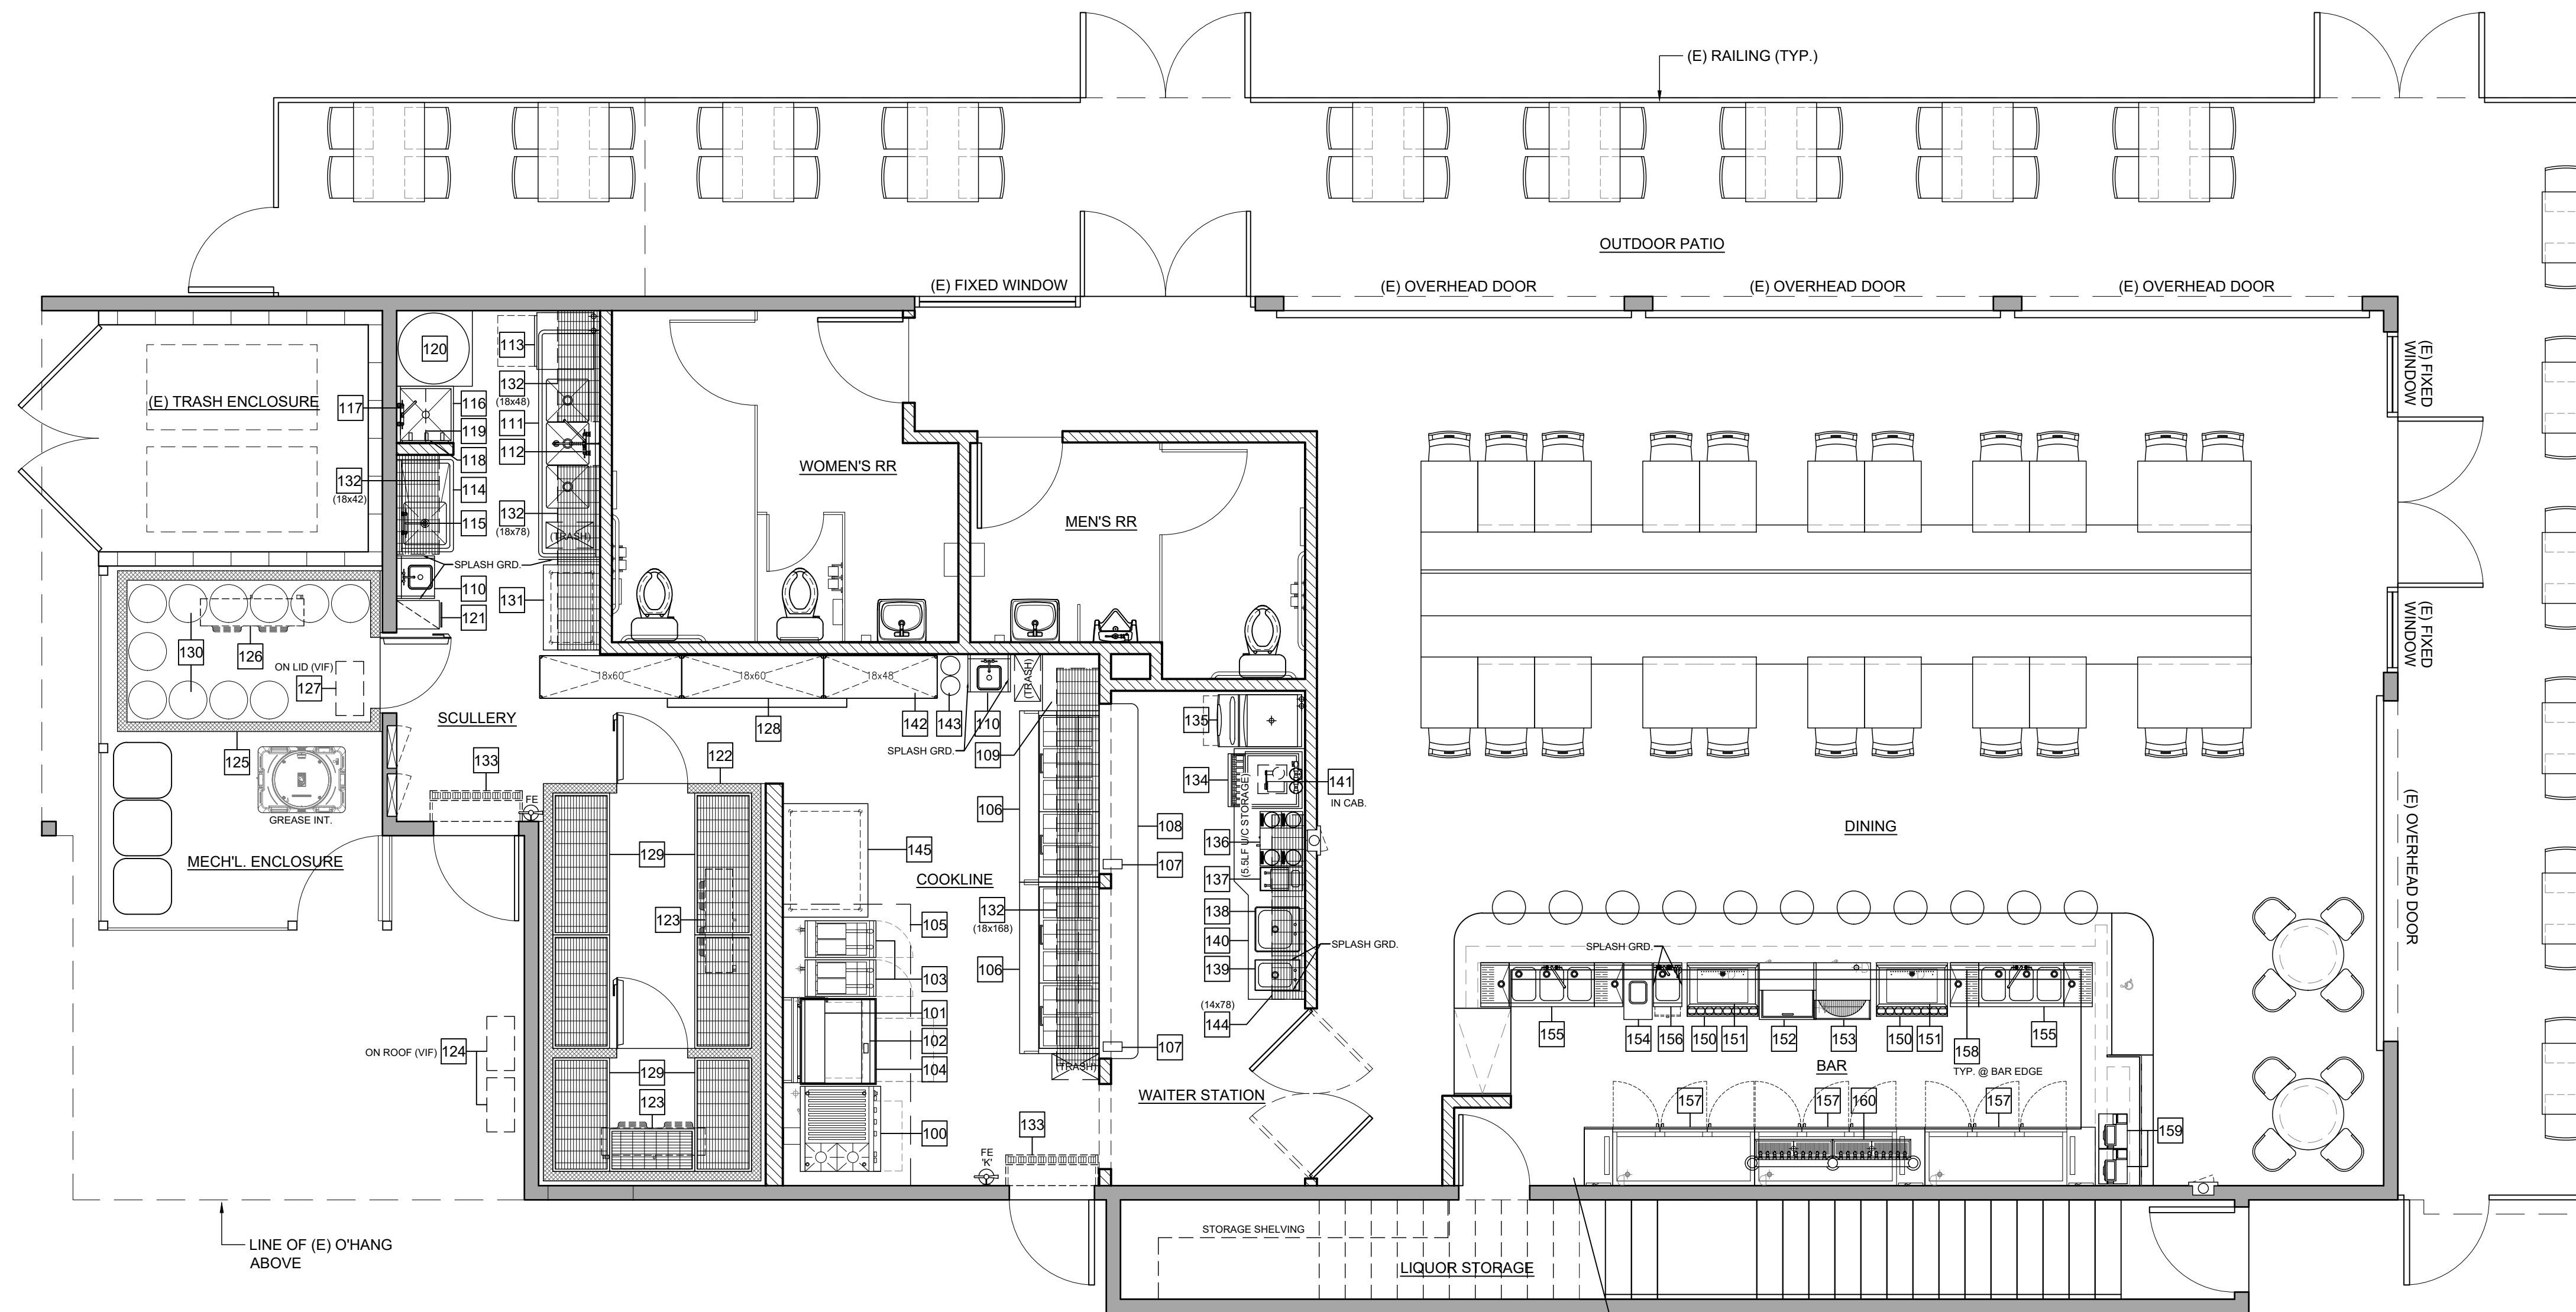 (E) RAILING (TYP.)
OUTDOOR PATIO
(E) FIXED WINDOW
(E) OVERHEAD DOOR
(E) OVERHEAD DOOR
(E) OVERHEAD DOOR
(E) FIXED
WINDOW
(E) TRASH ENCLOSURE
120
113
117
116
119
118
132
(18x48)
111
112
132
(18x42)
114
115
132
(18x78)
(TRASH)
SPLASH GRD.
110
121
131
WOMEN'S RR
MEN'S RR
(E) FIXED
WINDOW
130
126
ON LID (VIF)
127
125
GREASE INT.
MECH'L. ENCLOSURE
SCULLERY
133
FE
18x60
18x60
18x48
128
142
143
110
(TRASH)
SPLASH GRD.
109
122
129
123
129
123
ON ROOF (VIF)
124
145
COOKLINE
105
103
101
102
104
100
106
106
132
(18x168)
(TRASH)
108
107
107
133
FE
'K'
135
134
(5.5LF U/C STORAGE)
141
IN CAB.
136
137
138
140
139
SPLASH GRD.
(14x78)
144
WAITER STATION
DINING
(E) OVERHEAD DOOR
SPLASH GRD.
155
154
156
150
151
152
153
150
151
158
TYP. @ BAR EDGE
155
BAR
157
157
160
157
159
STORAGE SHELVING
LIQUOR STORAGE
LINE OF (E) O'HANG
ABOVE